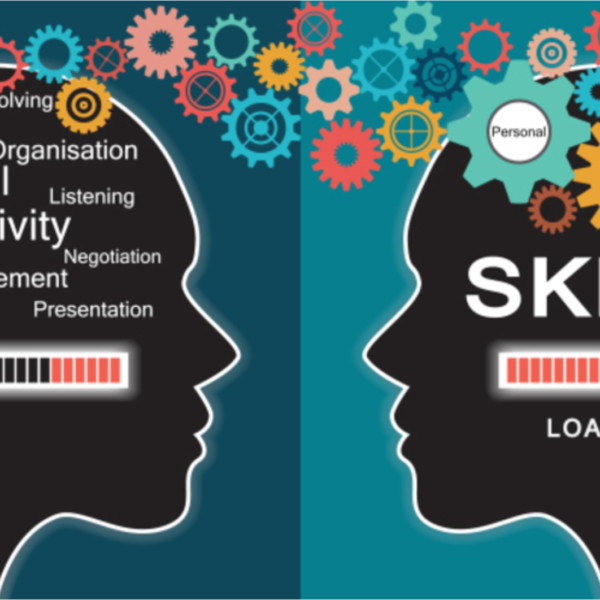 olving
Organisation
l
Listening
ivity
Negotiation
ement
Presentation
Personal
SK
LOA